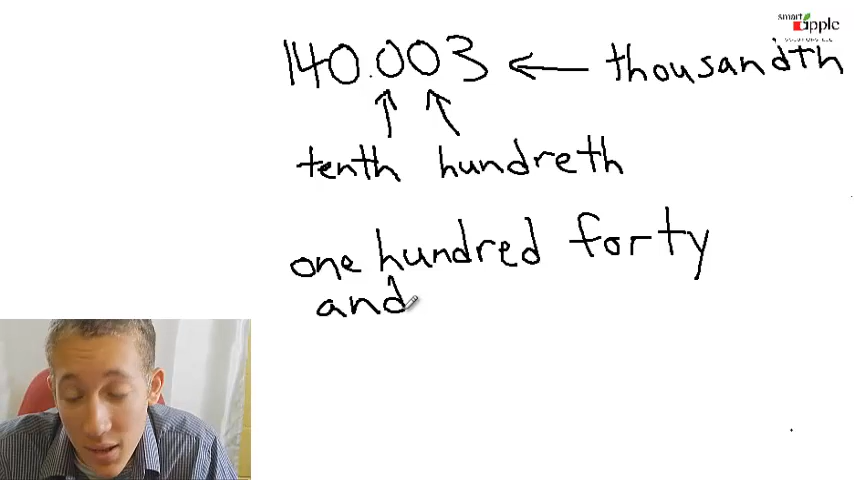 smart
apple
140.003 ← thousandth
tenth hundreth
one hundred forty
and